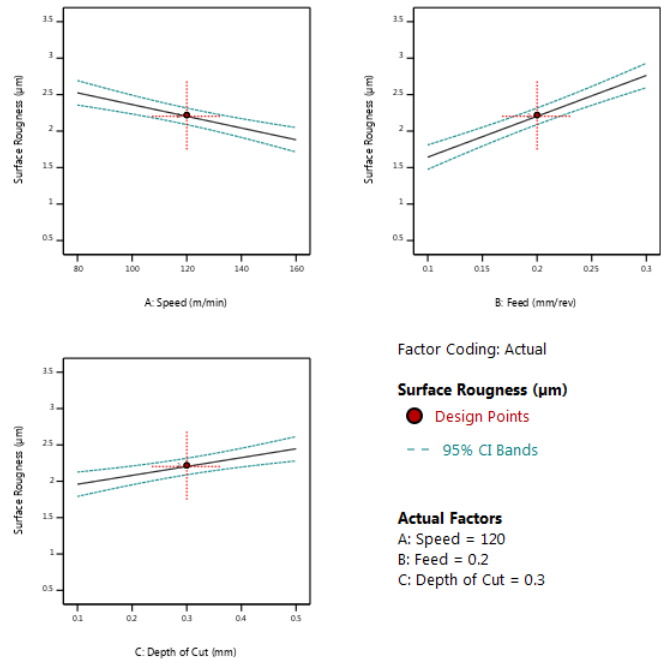 3.5
3
2.5
2
1.5
1
0.5
Surface Rougness (µm)
80 100 120 140 160
A: Speed (m/min)
3.5
3
2.5
2
1.5
1
0.5
Surface Rougness (µm)
0.1 0.15 0.2 0.25 0.3
B: Feed (mm/rev)
3.5
3
2.5
2
1.5
1
0.5
Surface Rougness (µm)
0.1 0.2 0.3 0.4 0.5
C: Depth of Cut (mm)
Factor Coding: Actual
Surface Rougness (µm)
Design Points
95% CI Bands
Actual Factors
A: Speed = 120
B: Feed = 0.2
C: Depth of Cut = 0.3